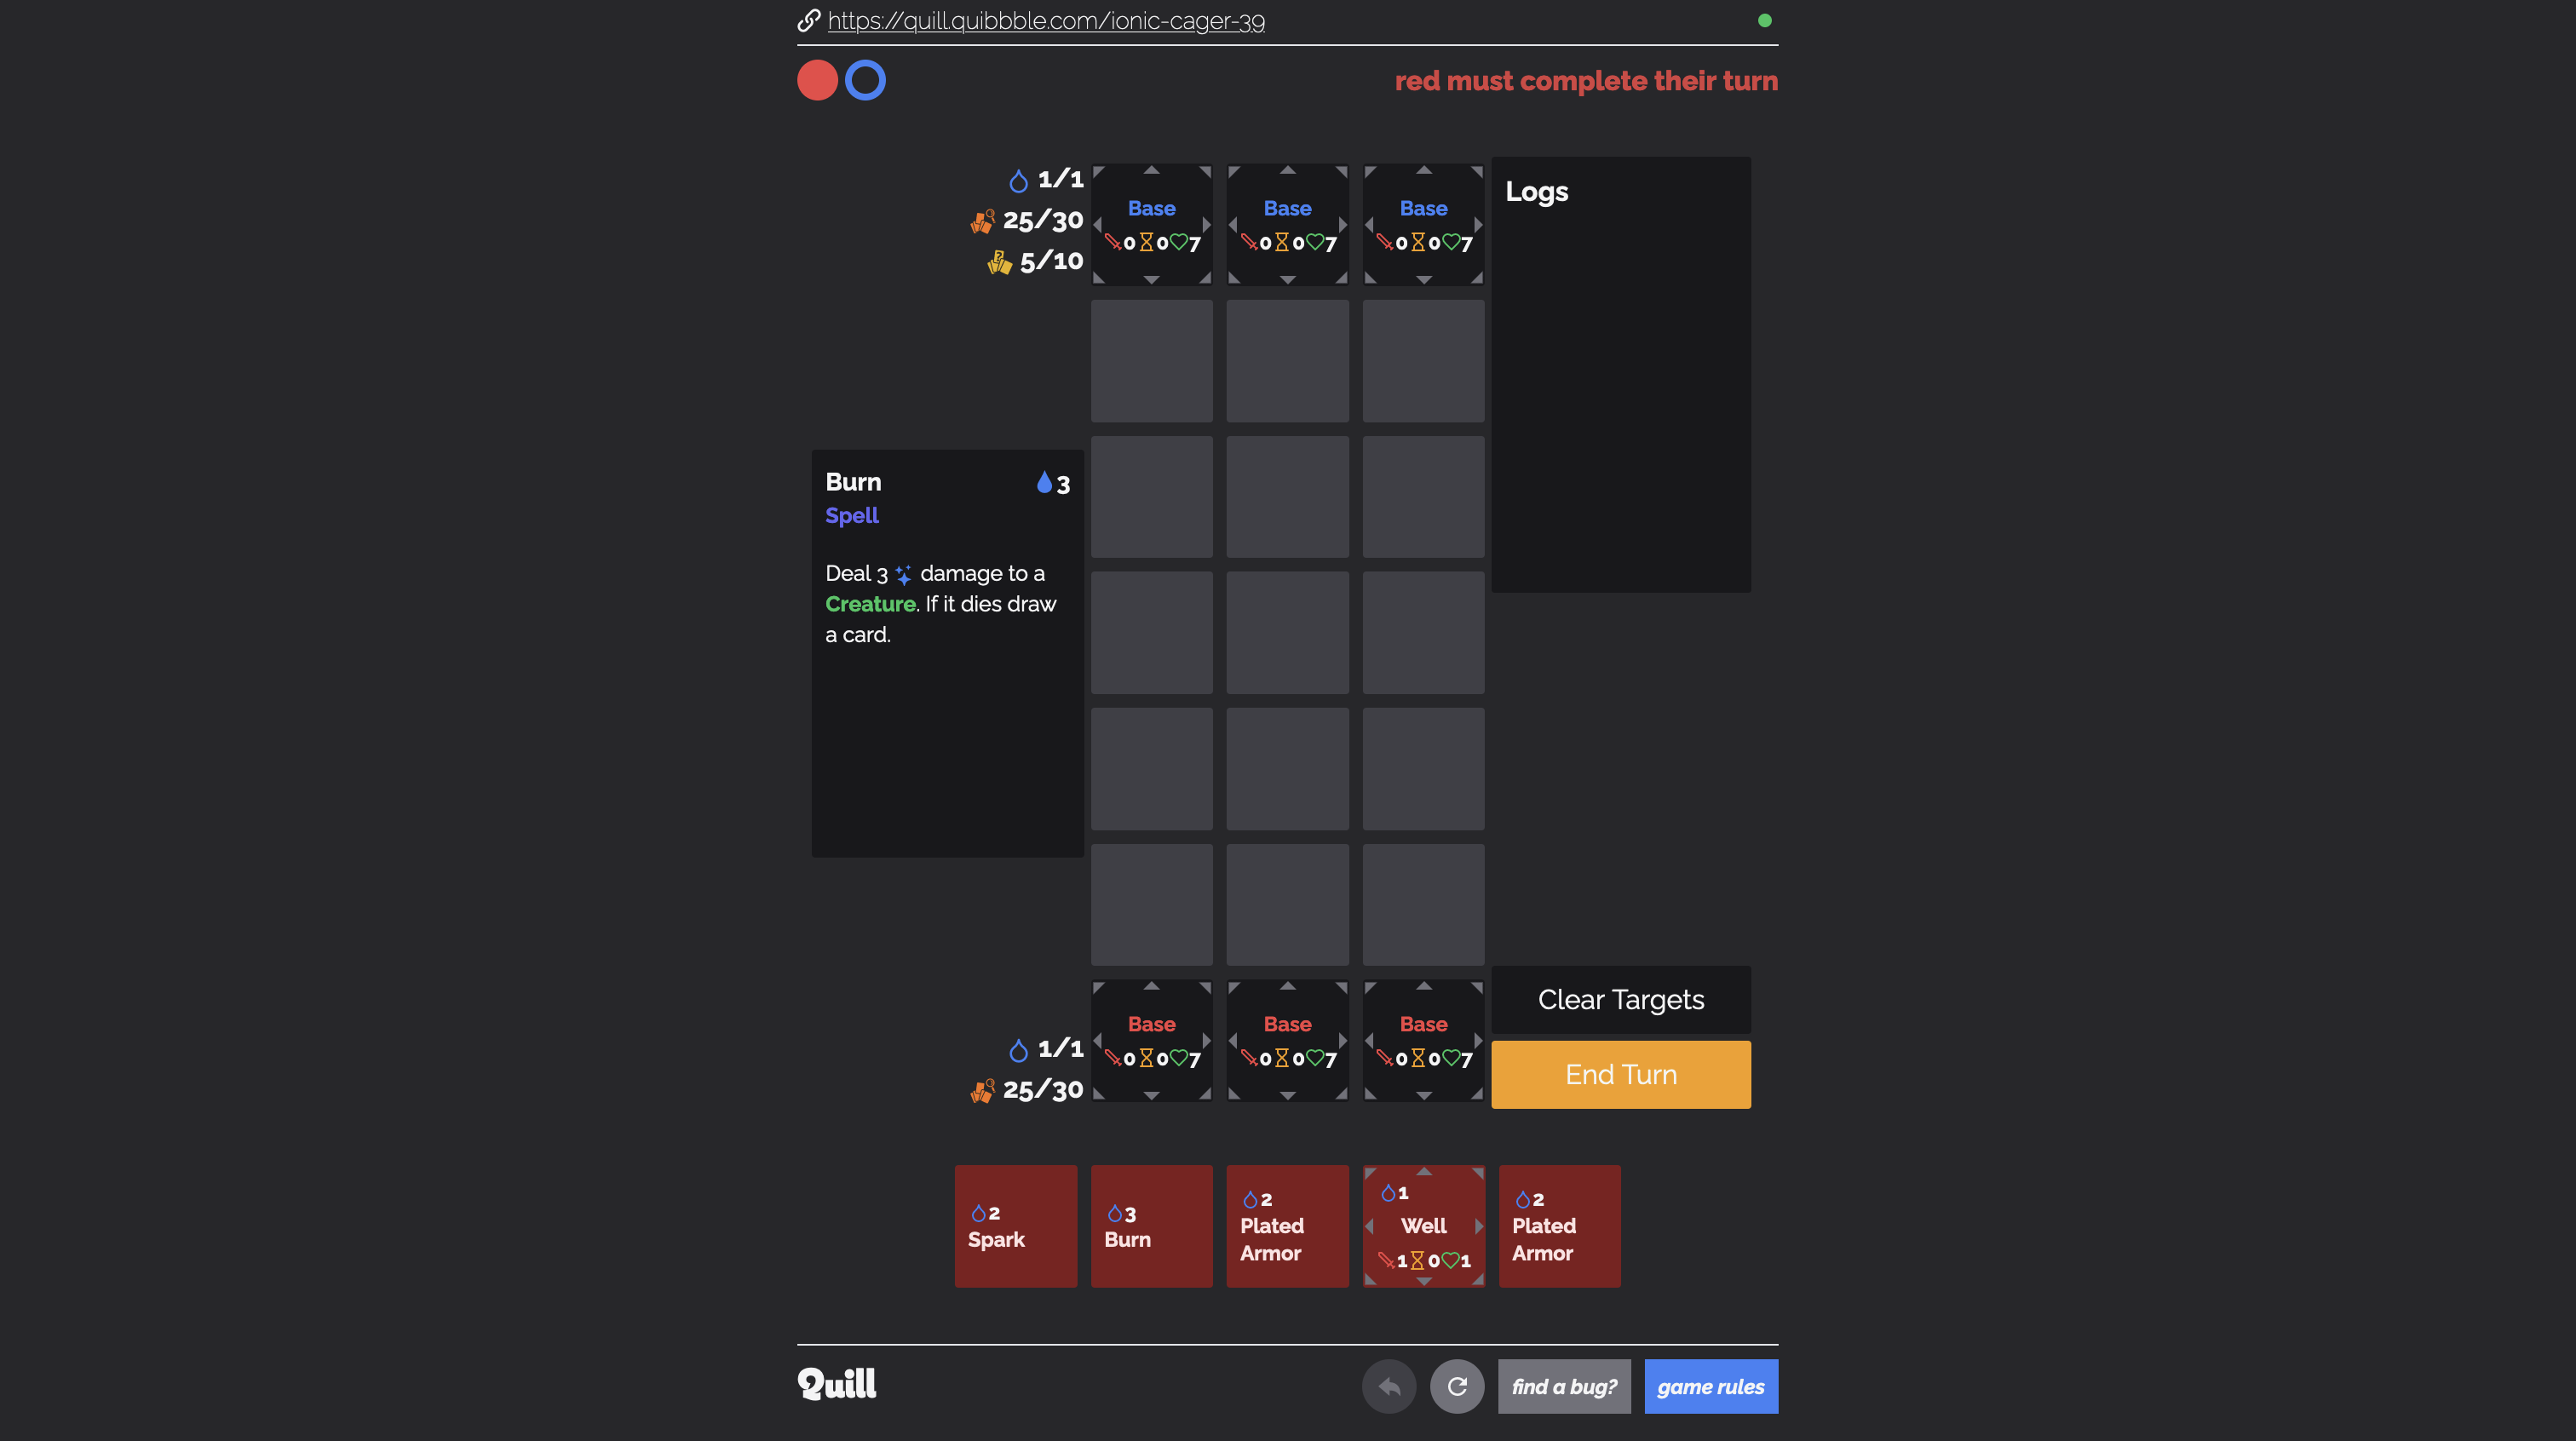 https://quill.quibbble.com/ionic-cager-39
red must complete their turn
1/1
25/30
5/10
Base
0 0 7
Base
0 0 7
Base
0 0 7
Logs
Burn 3
Spell
Deal 3 damage to a
Creature. If it dies draw
a card.
1/1
25/30
Base
0 0 7
Base
0 0 7
Base
0 0 7
Clear Targets
End Turn
2
Spark
3
Burn
2
Plated
Armor
1
Well
1 0 1
2
Plated
Armor
Quill
find a bug?
game rules